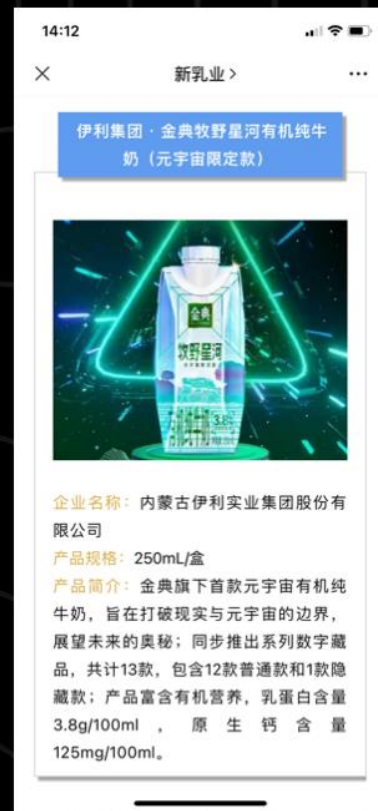 14:12
新乳业 >
伊利集团·金典牧野星河有机纯牛
奶（元宇宙限定款）
金典
牧野星河
3.8
企业名称：内蒙古伊利实业集团股份有
限公司
产品规格：250mL/盒
产品简介：金典旗下首款元宇宙有机纯
牛奶，旨在打破现实与元宇宙的边界，
展望未来的奥秘；同步推出系列数字藏
品，共计13款，包含12款普通款和1款隐
藏款；产品富含有机营养，乳蛋白含量
3.8g/100ml，原生钙含量
125mg/100ml。